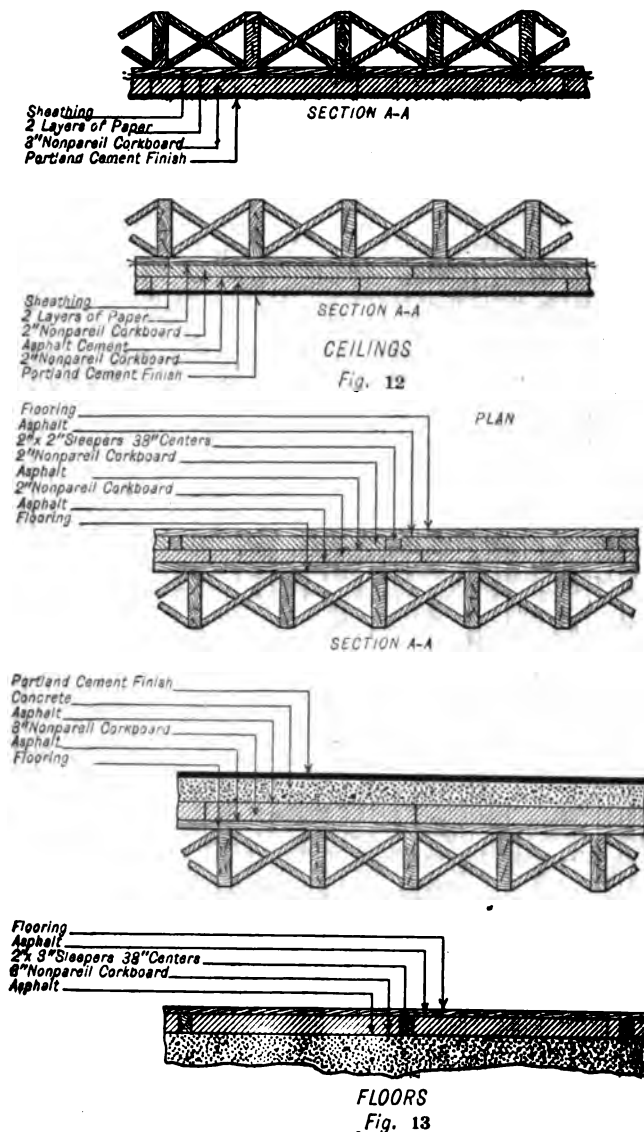 Sheathing
2 Layers of Paper
3"Nonpareil Corkboard
Portland Cement Finish
SECTION A-A
Sheathing
2 Layers of Paper
2"Nonpareil Corkboard
Asphalt Cement
2"Nonpareil Corkboard
Portland Cement Finish
SECTION A-A
CEILINGS
Fig. 12
Flooring
Asphalt
2"x 2"Sleepers 38"Centers
2"Nonpareil Corkboard
Asphalt
2"Nonpareil Corkboard
Asphalt
Flooring
PLAN
SECTION A-A
Portland Cement Finish
Concrete
Asphalt
3"Nonpareil Corkboard
Asphalt
Flooring
Flooring
Asphalt
2"x 3"Sleepers 38"Centers
3"Nonpareil Corkboard
Asphalt
FLOORS
Fig. 13